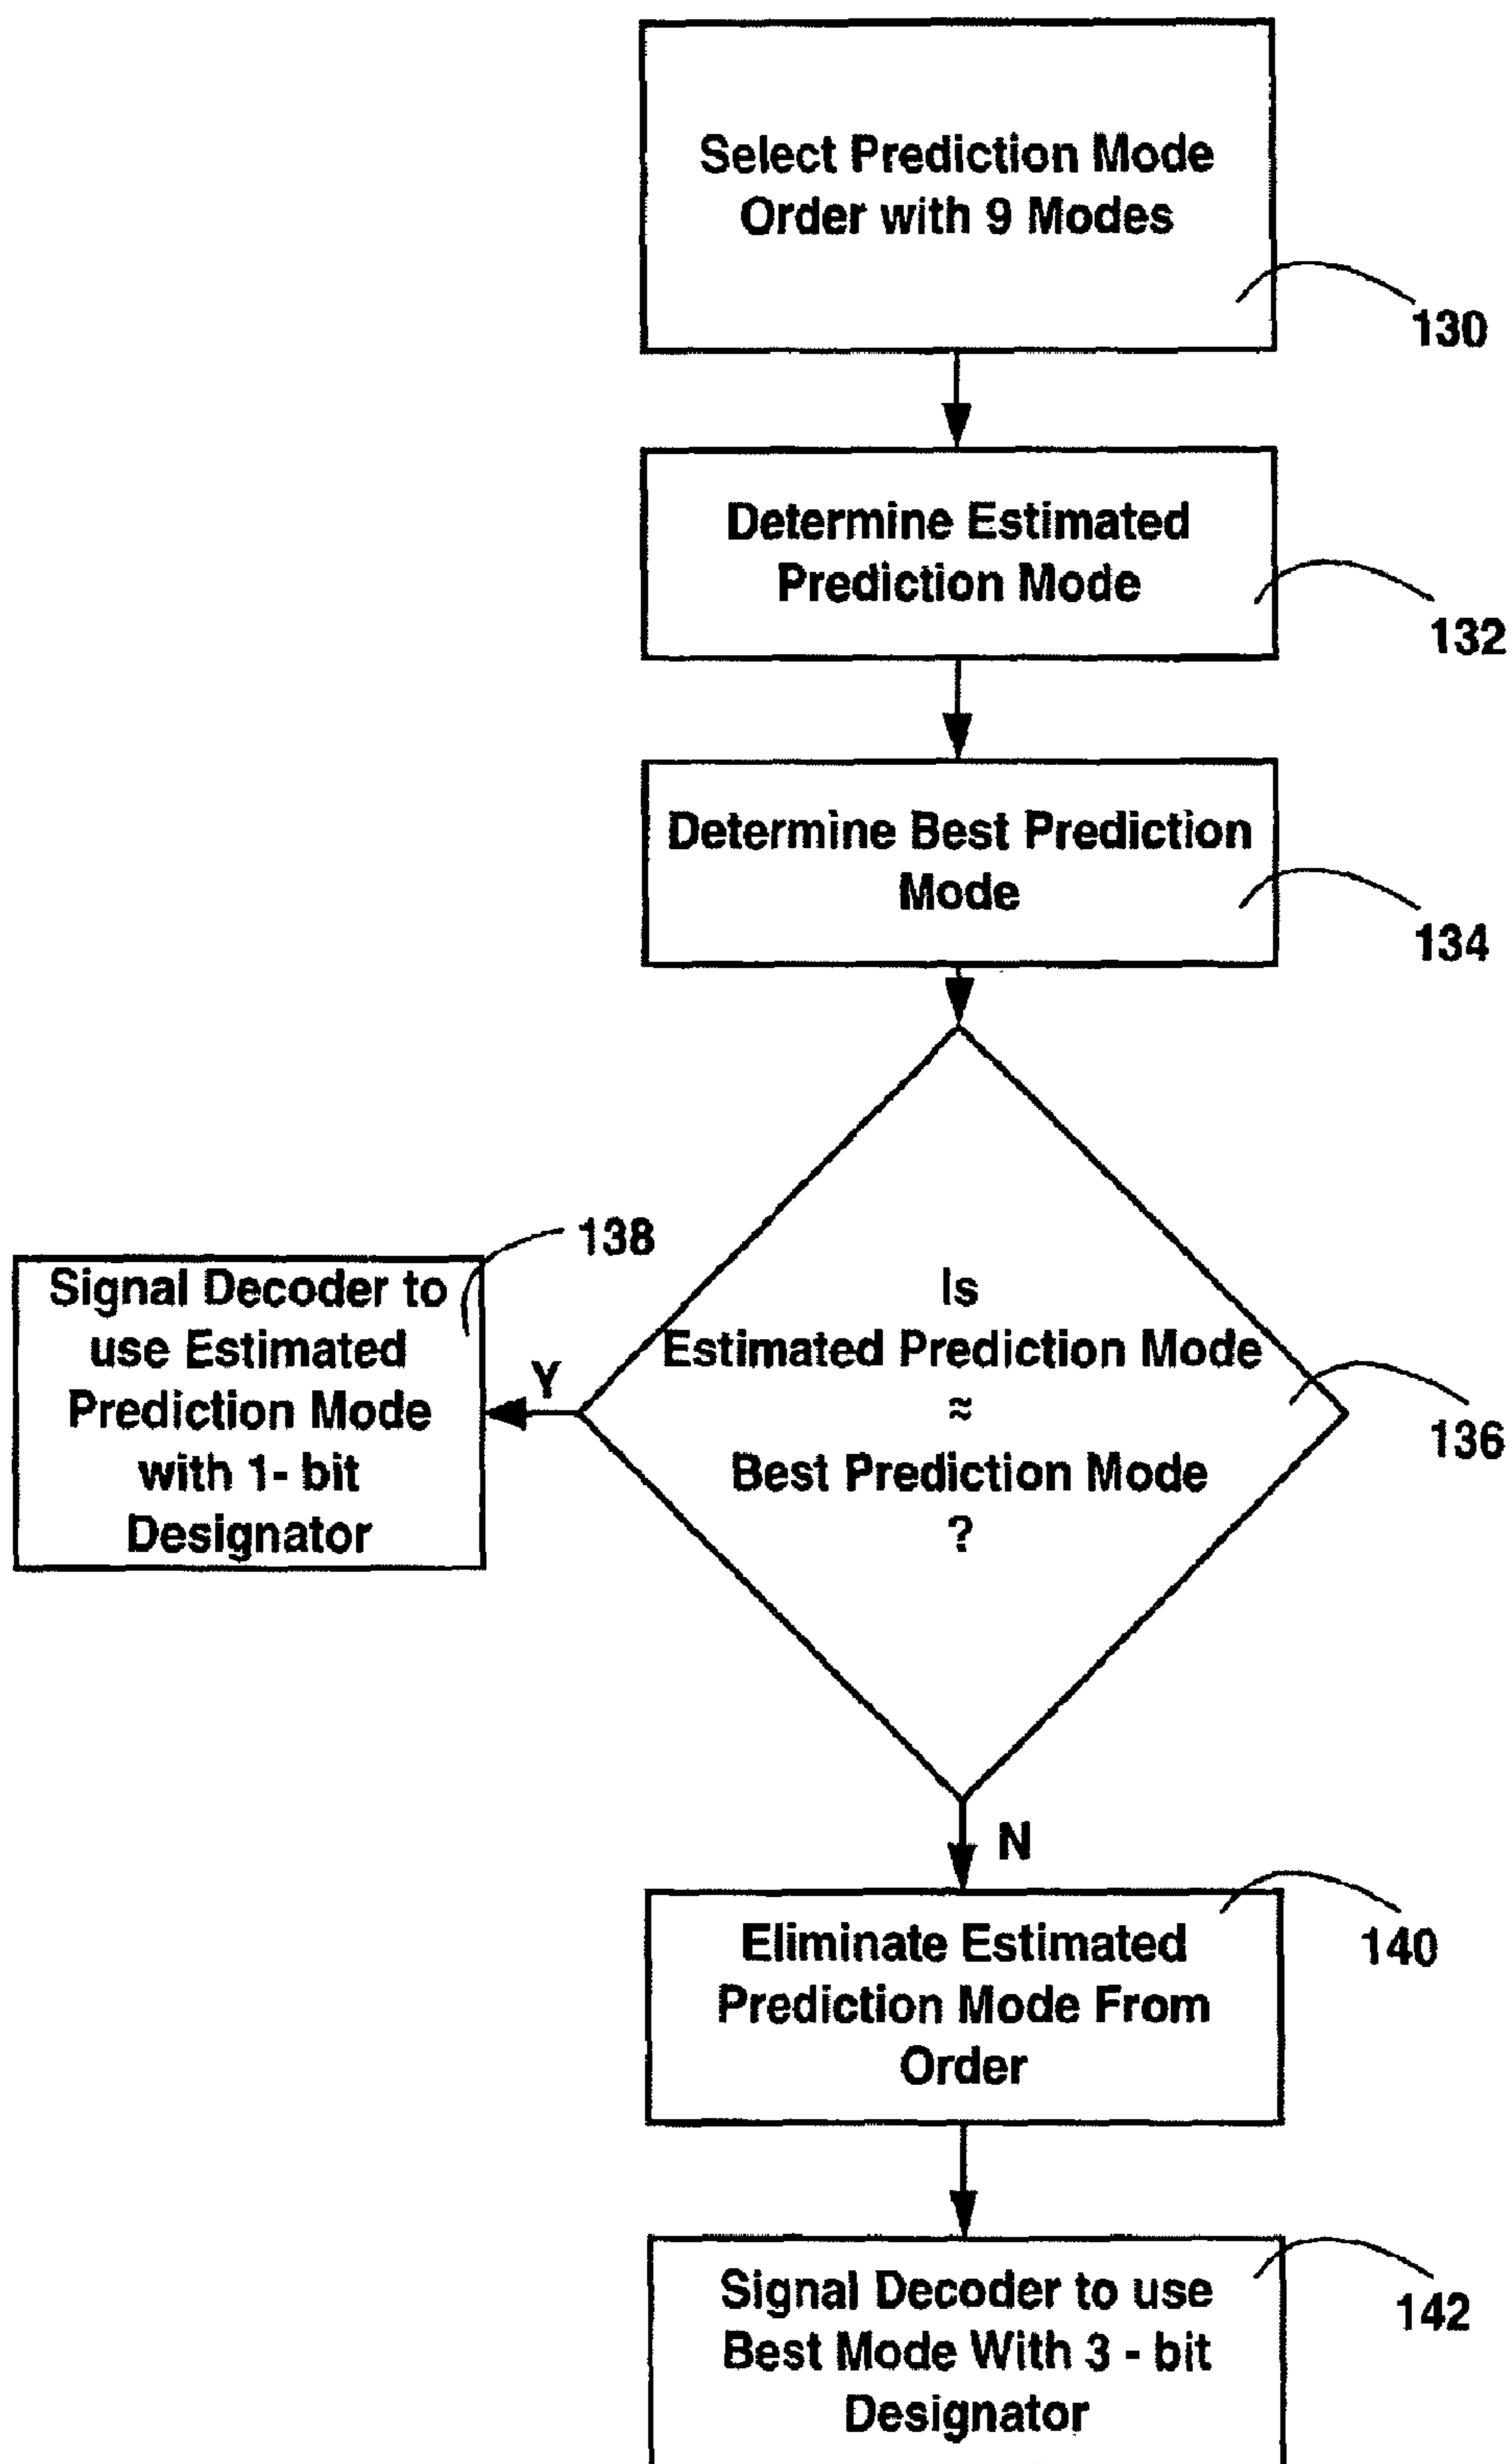 Select Prediction Mode
Order with 9 Modes
130
Determine Estimated
Prediction Mode
132
Determine Best Prediction
Mode
134
Is
Estimated Prediction Mode
≈
Best Prediction Mode
?
136
Y
138
Signal Decoder to
use Estimated
Prediction Mode
with 1- bit
Designator
N
Eliminate Estimated
Prediction Mode From
Order
140
Signal Decoder to use
Best Mode With 3 - bit
Designator
142